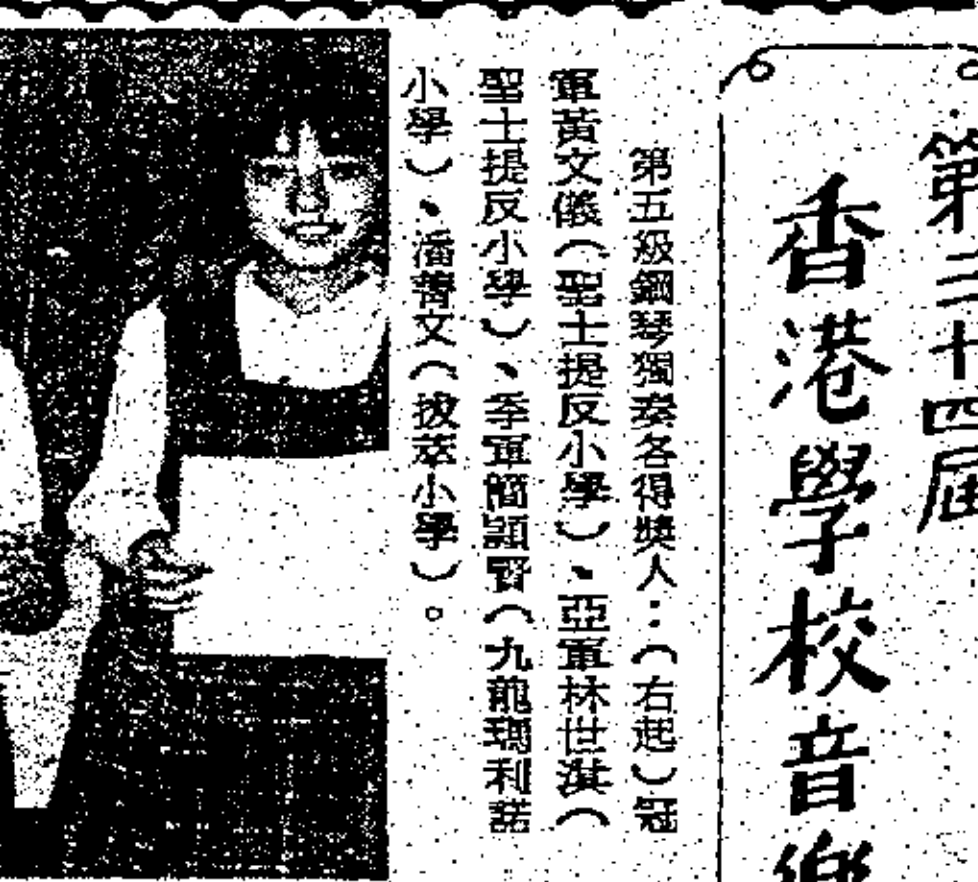 第三十四屆
香港學校音樂
第五級鋼琴獨奏各得獎人：（右起）冠
軍黃文儀（聖士提反小學）、亞軍林世淇（
聖士提反小學）、季軍簡頴賢（九龍瑪利諾
小學）、潘菁文（拔萃小學）。